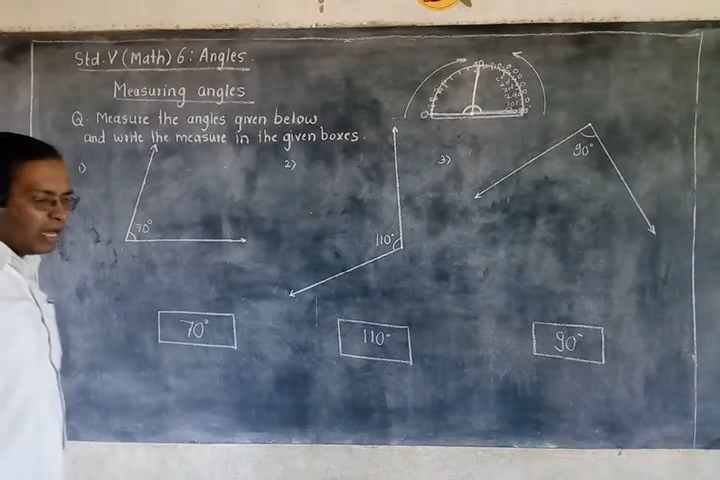 Std. V (Math) 6: Angles.
Measuring angles
Q. Measure the angles given below
and write the measure in the given boxes.
1)
2)
3)
70°
110°
90°
70°
110°
90°